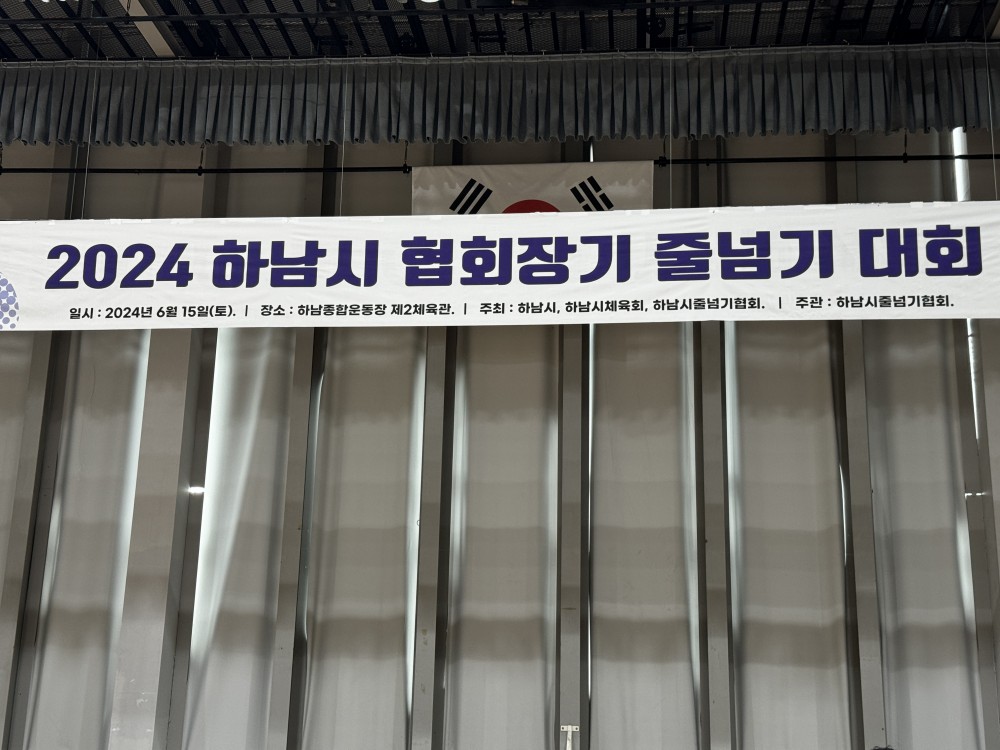 2024 하남시 협회장기 줄넘기 대회
일시 : 2024년 6월 15일(토). | 장소 : 하남종합운동장 제2체육관. | 주최 : 하남시, 하남시체육회, 하남시줄넘기협회. | 주관 : 하남시줄넘기협회.